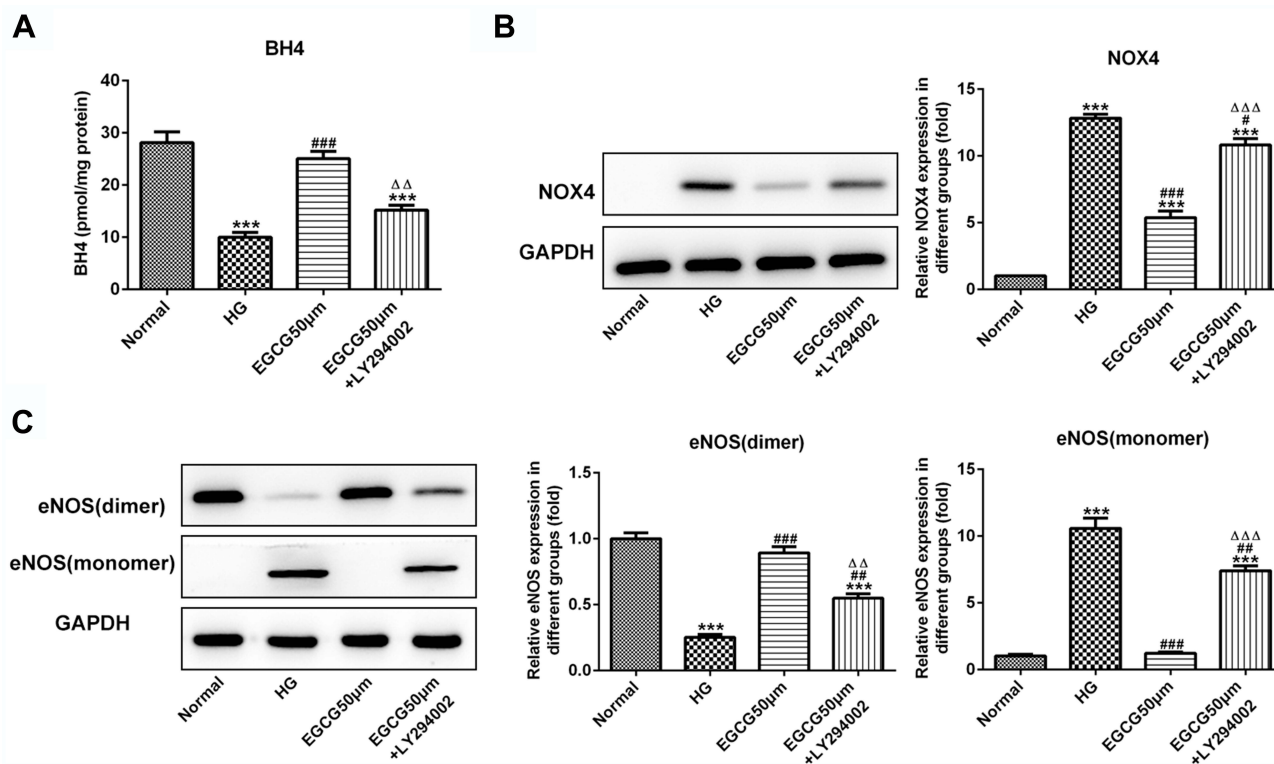 A
BH4
BH4 (pmol/mg protein)
40
30
20
10
0
***
###
Δ Δ
***
Normal
HG
EGCG50μm
EGCG50μm
+LY294002
B
NOX4
GAPDH
Normal
HG
EGCG50μm
EGCG50μm
+LY294002
NOX4
Relative NOX4 expression in
different groups (fold)
15
10
5
0
***
###
***
ΔΔΔ
#
***
Normal
HG
EGCG50μm
EGCG50μm
+LY294002
C
eNOS(dimer)
eNOS(monomer)
GAPDH
Normal
HG
EGCG50μm
EGCG50μm
+LY294002
eNOS(dimer)
Relative eNOS expression in
different groups (fold)
1.5
1.0
0.5
0.0
***
###
Δ Δ
##
***
Normal
HG
EGCG50μm
EGCG50μm
+LY294002
eNOS(monomer)
Relative eNOS expression in
different groups (fold)
15
10
5
0
***
###
ΔΔΔ
##
***
Normal
HG
EGCG50μm
EGCG50μm
+LY294002